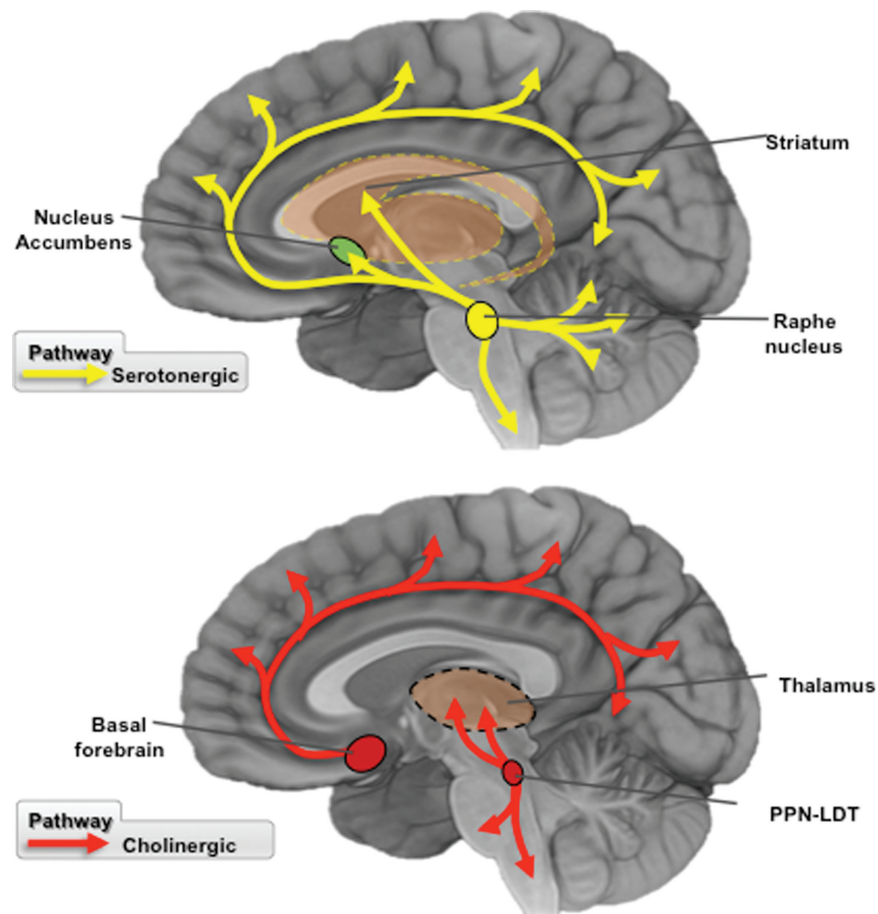 Striatum
Nucleus
Accumbens
Raphe
nucleus
Pathway
Serotonergic
Thalamus
Basal
forebrain
PPN-LDT
Pathway
Cholinergic